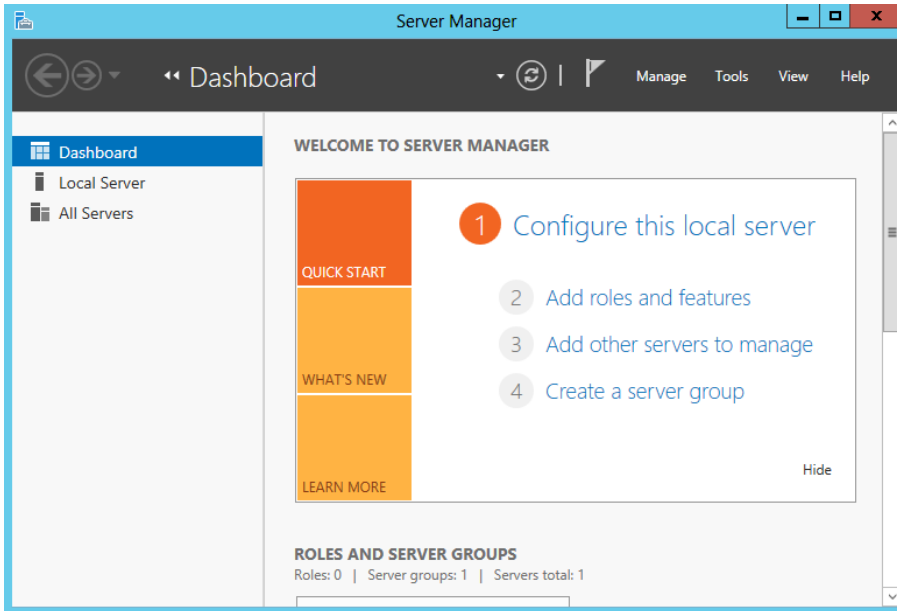 Server Manager
Dashboard
Manage Tools View Help
Dashboard
Local Server
All Servers
WELCOME TO SERVER MANAGER
QUICK START
WHAT'S NEW
LEARN MORE
1 Configure this local server
2 Add roles and features
3 Add other servers to manage
4 Create a server group
Hide
ROLES AND SERVER GROUPS
Roles: 0 | Server groups: 1 | Servers total: 1